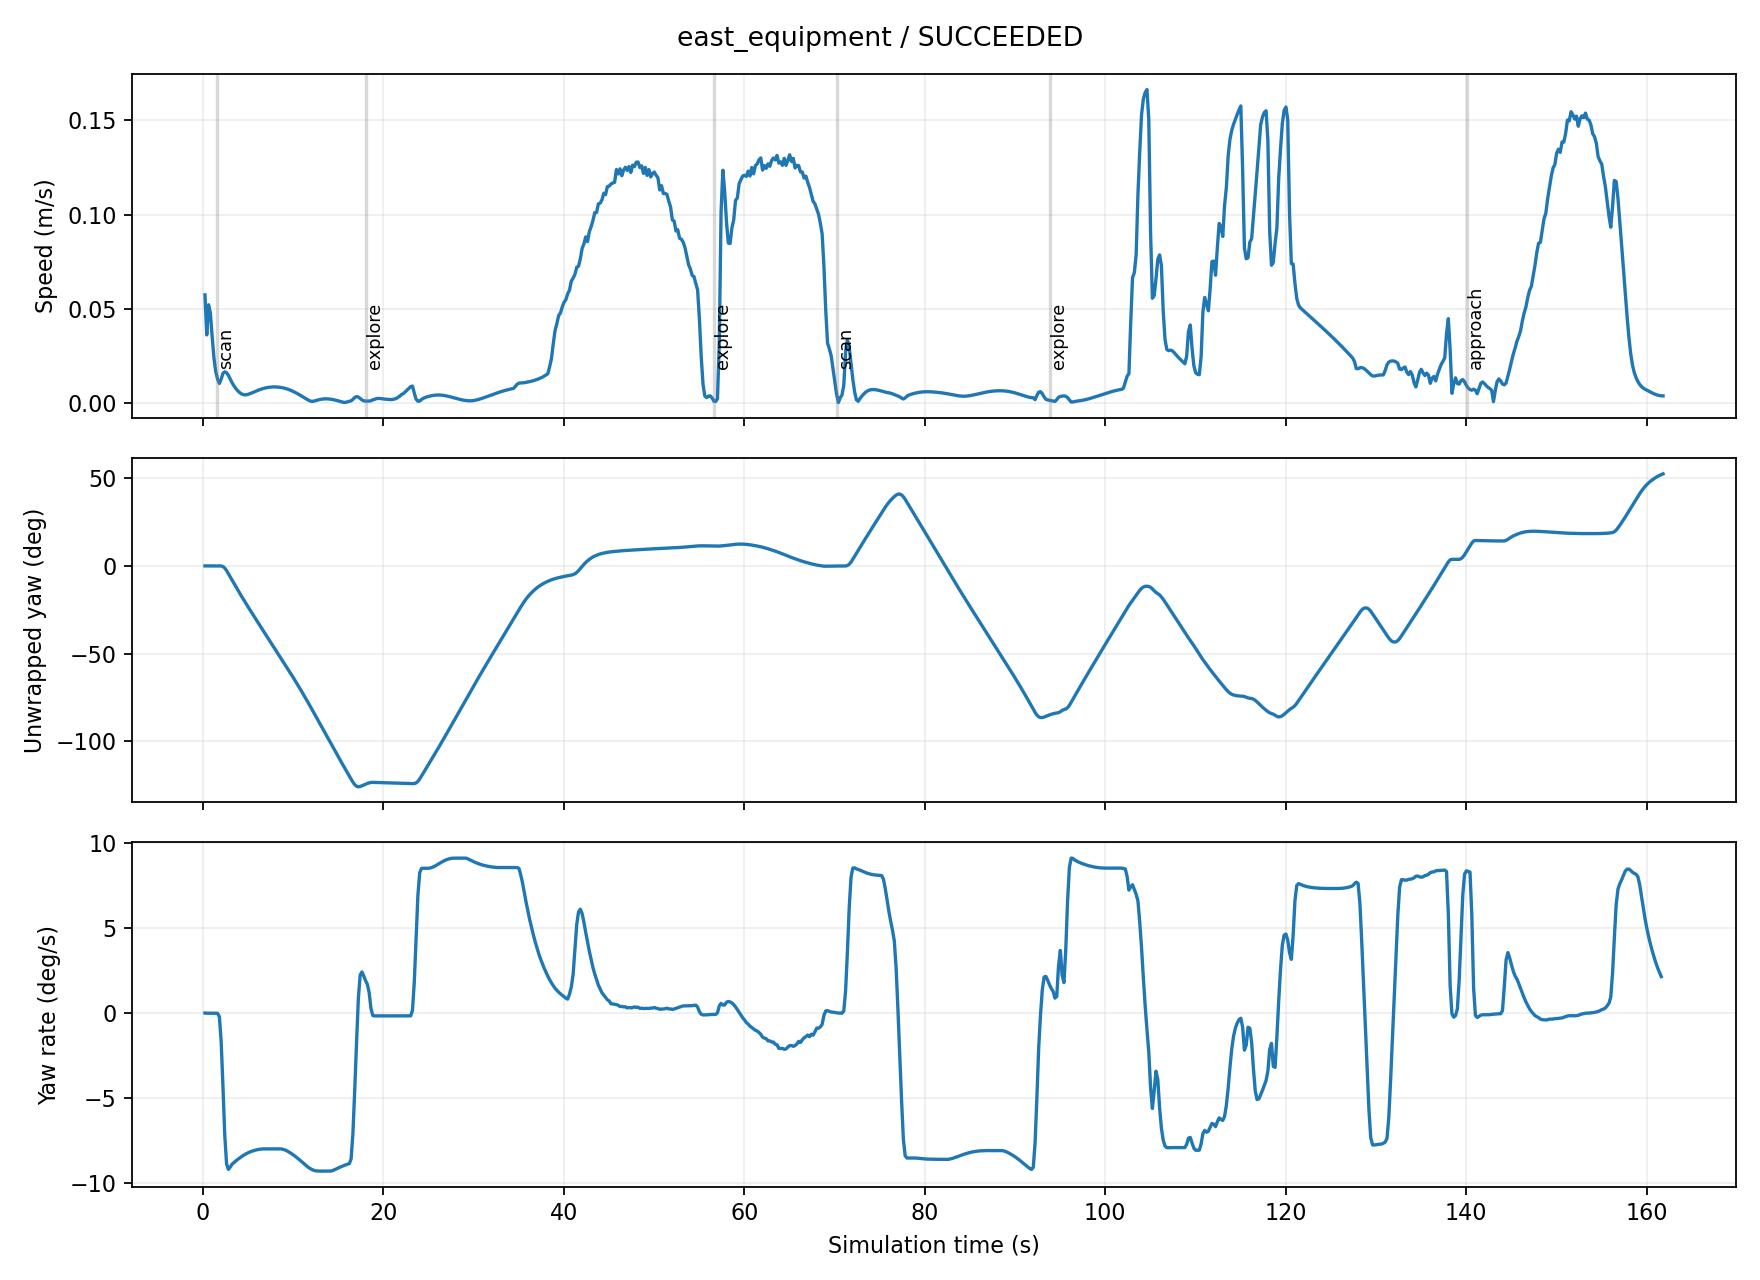 east_equipment / SUCCEEDED
Speed (m/s)
0.15
0.10
0.05
0.00
scan
explore
explore
scan
explore
approach
Unwrapped yaw (deg)
50
0
−50
−100
Yaw rate (deg/s)
10
5
0
−5
−10
0 20 40 60 80 100 120 140 160
Simulation time (s)